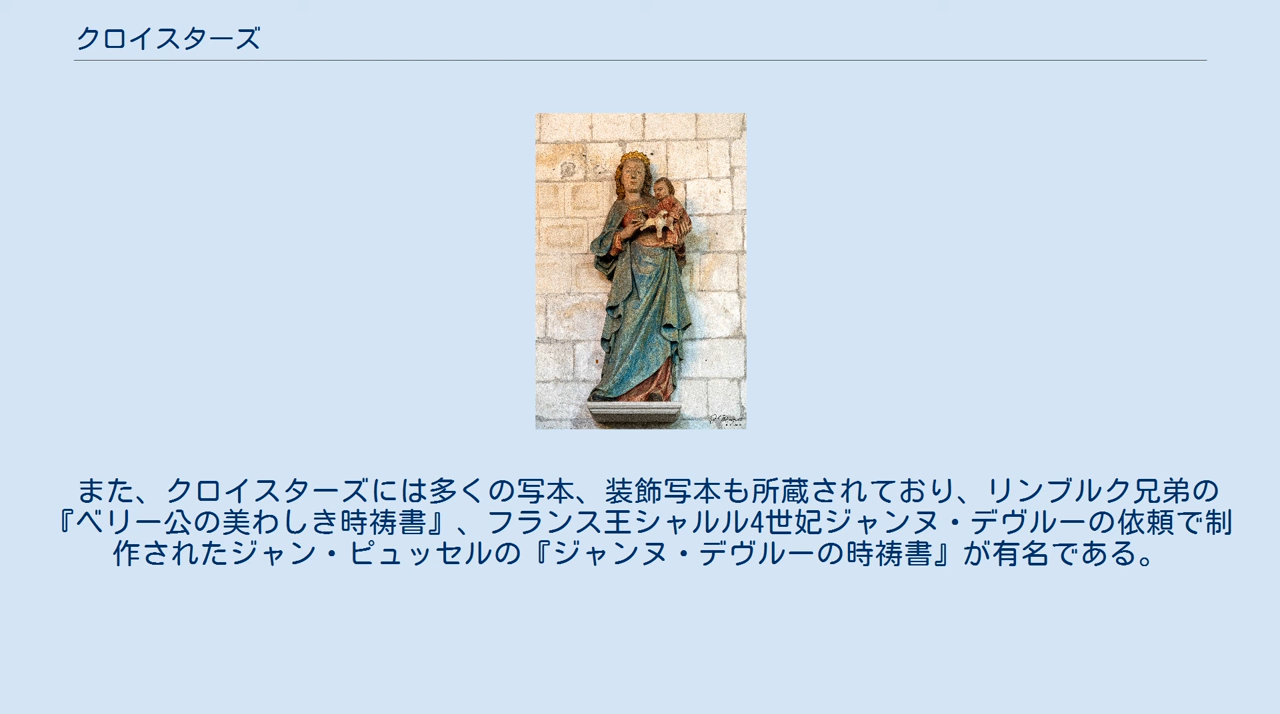 クロイスターズ
また、クロイスターズには多くの写本、装飾写本も所蔵されており、リンブルク兄弟の
『ベリー公の美わしき時祷書』、フランス王シャルル4世妃ジャンヌ・デヴルーの依頼で制
作されたジャン・ピュッセルの『ジャンヌ・デヴルーの時祷書』が有名である。